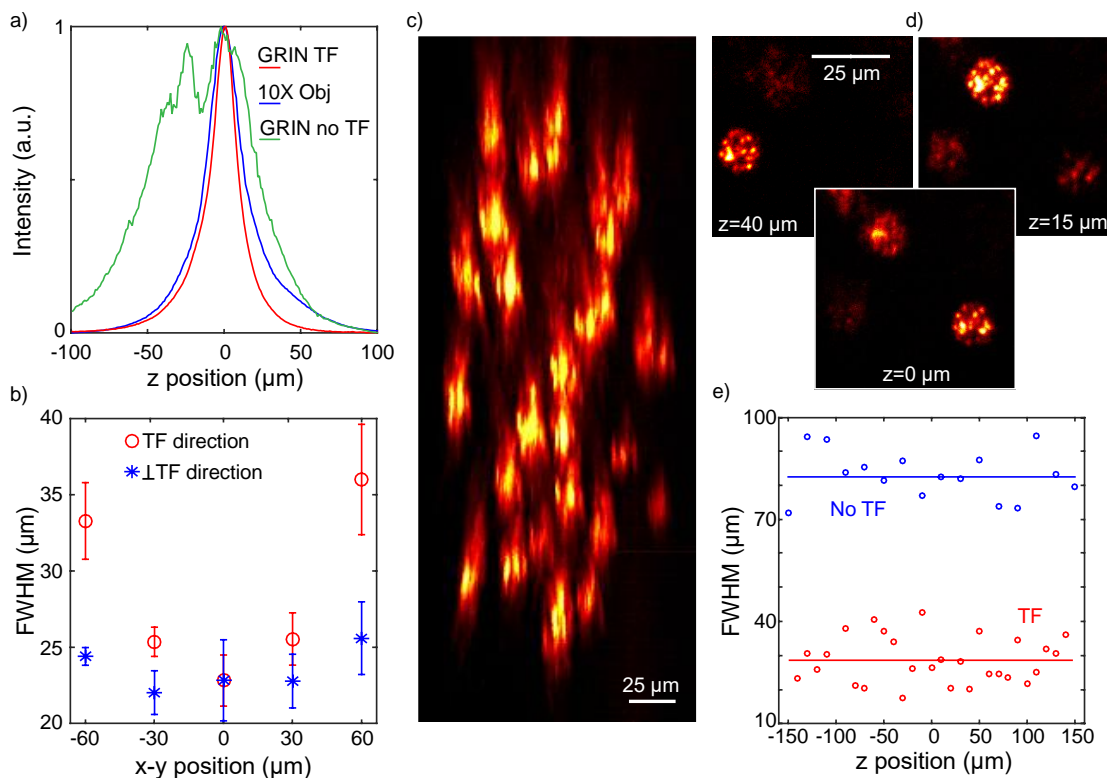 a)
1
Intensity (a.u.)
0
GRIN TF
10X Obj
GRIN no TF
-100
-50
0
50
100
z position (µm)
b)
40
35
30
25
20
FWHM (µm)
TF direction
⊥TF direction
-60
-30
0
30
60
x-y position (µm)
c)
25 µm
d)
25 µm
z=40 µm
z=15 µm
z=0 µm
e)
100
70
40
10
FWHM (µm)
No TF
TF
-150
-100
-50
0
50
100
150
z position (µm)